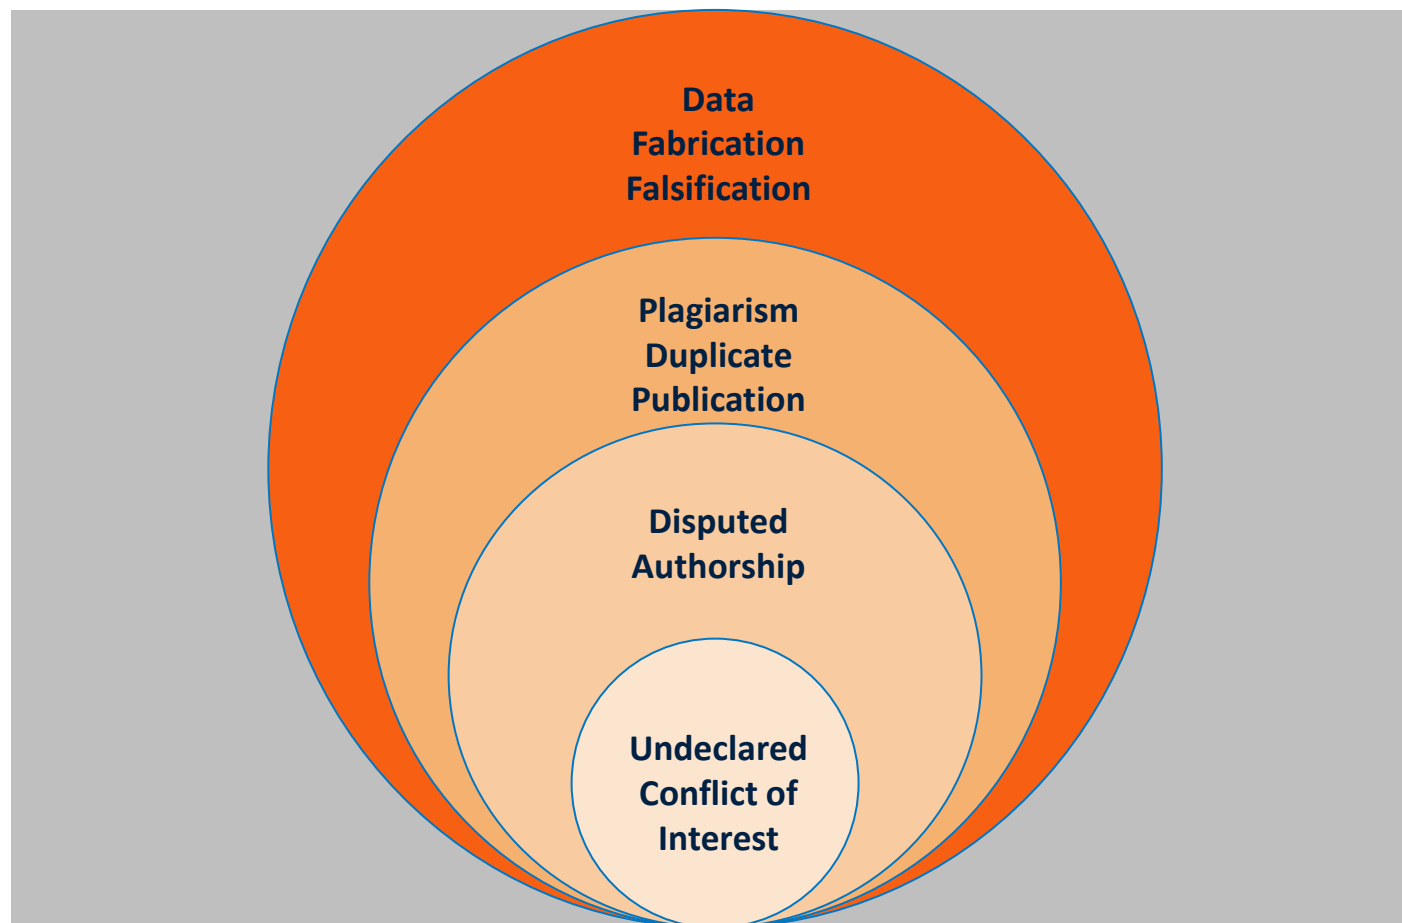 Data
Fabrication
Falsification
Plagiarism
Duplicate
Publication
Disputed
Authorship
Undeclared
Conflict of
Interest